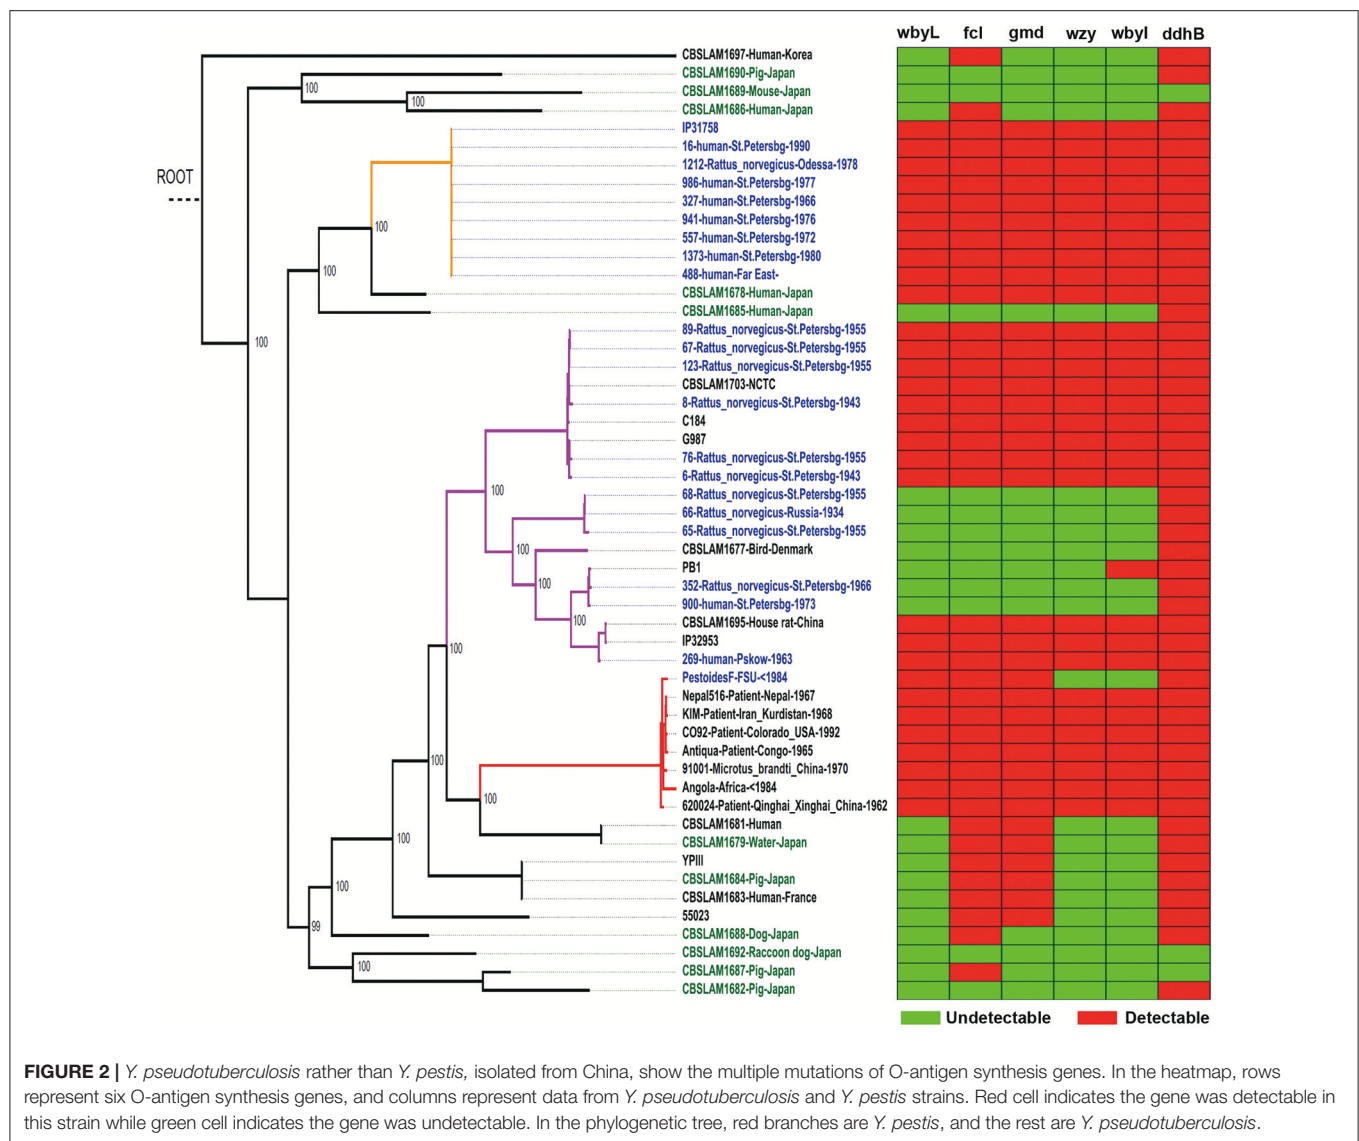 wbyL fcl gmd wzy wbyI ddhB
CBSLAM1697-Human-Korea
CBSLAM1690-Pig-Japan
100
CBSLAM1689-Mouse-Japan
100
CBSLAM1686-Human-Japan
IP31758
16-human-St.Petersbg-1990
1212-Rattus_norvegicus-Odessa-1978
ROOT
986-human-St.Petersbg-1977
327-human-St.Petersbg-1966
941-human-St.Petersbg-1976
100
557-human-St.Petersbg-1972
1373-human-St.Petersbg-1980
100
488-human-Far East-
CBSLAM1678-Human-Japan
CBSLAM1685-Human-Japan
89-Rattus_norvegicus-St.Petersbg-1955
100
67-Rattus_norvegicus-St.Petersbg-1955
123-Rattus_norvegicus-St.Petersbg-1955
CBSLAM1703-NCTC
8-Rattus_norvegicus-St.Petersbg-1943
C184
G987
76-Rattus_norvegicus-St.Petersbg-1955
6-Rattus_norvegicus-St.Petersbg-1943
100
68-Rattus_norvegicus-St.Petersbg-1955
66-Rattus_norvegicus-Russia-1934
65-Rattus_norvegicus-St.Petersbg-1955
100
CBSLAM1677-Bird-Denmark
PB1
100
352-Rattus_norvegicus-St.Petersbg-1966
900-human-St.Petersbg-1973
100
CBSLAM1695-House rat-China
IP32953
100
269-human-Pskow-1963
PestoidesF-FSU-<1984
Nepal516-Patient-Nepal-1967
KIM-Patient-Iran_Kurdistan-1968
CO92-Patient-Colorado_USA-1992
Antiqua-Patient-Congo-1965
100
91001-Microtus_brandti_China-1970
Angola-Africa-<1984
100
620024-Patient-Qinghai_Xinghai_China-1962
CBSLAM1681-Human
100
CBSLAM1679-Water-Japan
YPIII
CBSLAM1684-Pig-Japan
100
CBSLAM1683-Human-France
55023
99
CBSLAM1688-Dog-Japan
CBSLAM1692-Raccoon dog-Japan
100
CBSLAM1687-Pig-Japan
CBSLAM1682-Pig-Japan
Undetectable Detectable
FIGURE 2 | Y. pseudotuberculosis rather than Y. pestis, isolated from China, show the multiple mutations of O-antigen synthesis genes. In the heatmap, rows
represent six O-antigen synthesis genes, and columns represent data from Y. pseudotuberculosis and Y. pestis strains. Red cell indicates the gene was detectable in
this strain while green cell indicates the gene was undetectable. In the phylogenetic tree, red branches are Y. pestis, and the rest are Y. pseudotuberculosis.